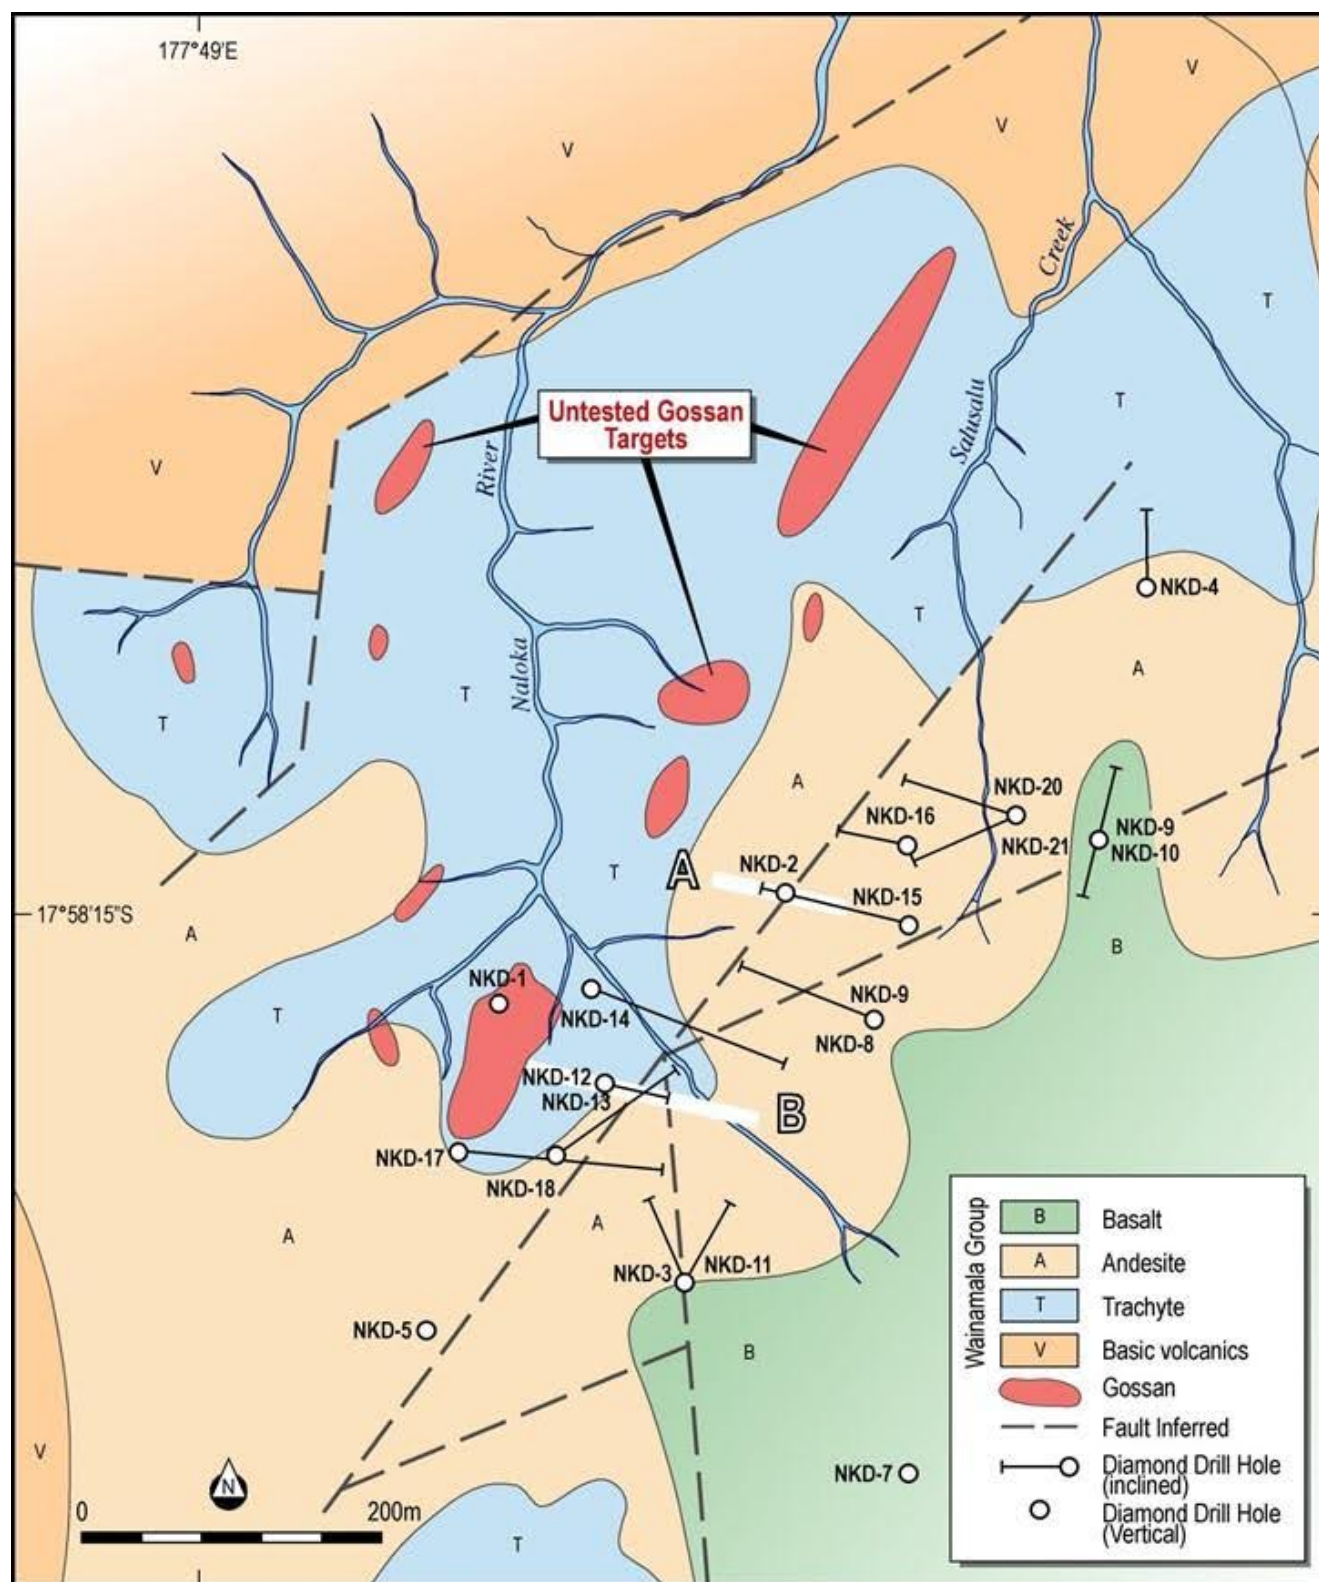 177°49'E
V
V
V
Creek
T
T
Untested Gossan
Targets
Salusalu
River
V
NKD-4
T
A
Naloka
T
T
A
NKD-20
NKD-16
NKD-9
NKD-21
NKD-10
NKD-2
A
T
NKD-15
17°58'15"S
A
B
NKD-1
NKD-9
T
NKD-14
NKD-8
NKD-12
NKD-13
B
NKD-17
NKD-18
A
A
NKD-3
NKD-11
NKD-5
B
V
NKD-7
N
0
200m
T
Wainamala Group
B
Basalt
A
Andesite
T
Trachyte
V
Basic volcanics
Gossan
Fault Inferred
Diamond Drill Hole
(inclined)
Diamond Drill Hole
(Vertical)